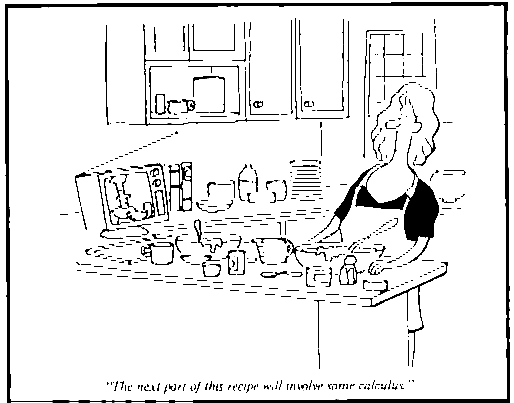 "The next part of this recipe will involve some calculus."